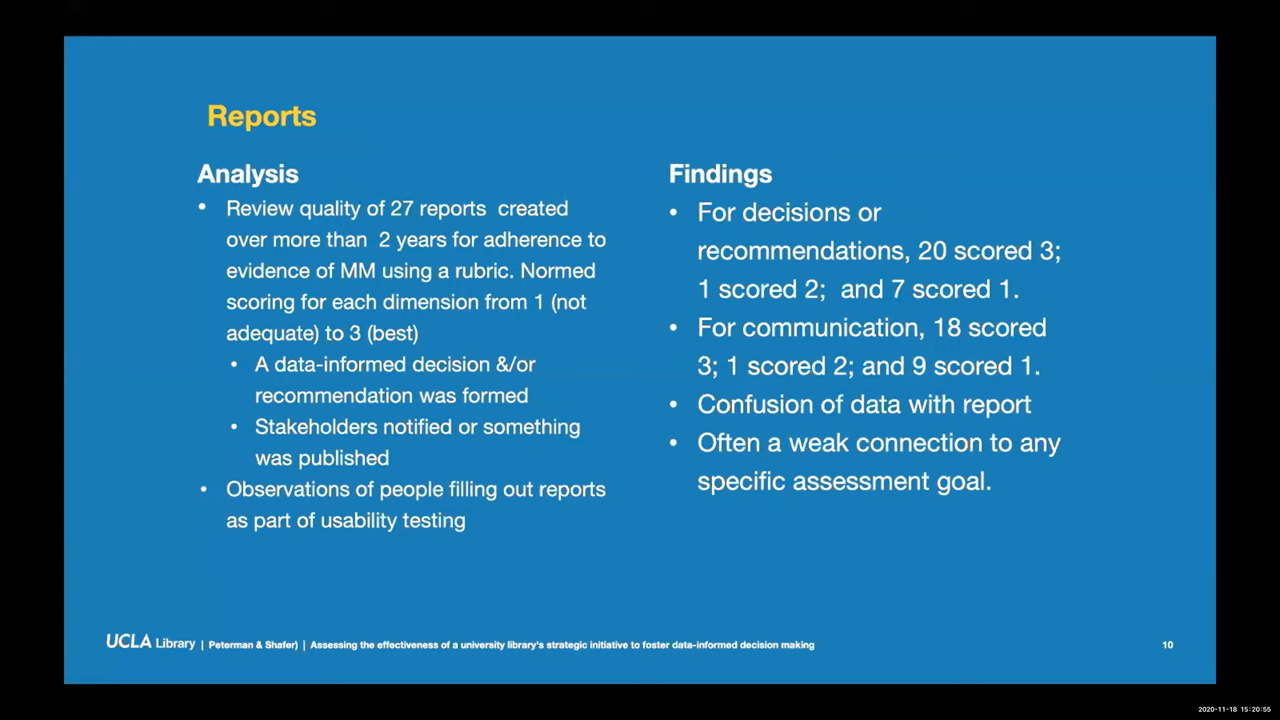 Reports
Analysis
• Review quality of 27 reports created
over more than 2 years for adherence to
evidence of MM using a rubric. Normed
scoring for each dimension from 1 (not
adequate) to 3 (best)
• A data-informed decision &/or
recommendation was formed
• Stakeholders notified or something
was published
• Observations of people filling out reports
as part of usability testing
Findings
• For decisions or
recommendations, 20 scored 3;
1 scored 2; and 7 scored 1.
• For communication, 18 scored
3; 1 scored 2; and 9 scored 1.
• Confusion of data with report
• Often a weak connection to any
specific assessment goal.
UCLA Library | Peterman & Shafer) | Assessing the effectiveness of a university library's strategic initiative to foster data-informed decision making
10
2020-11-18 15:20:55